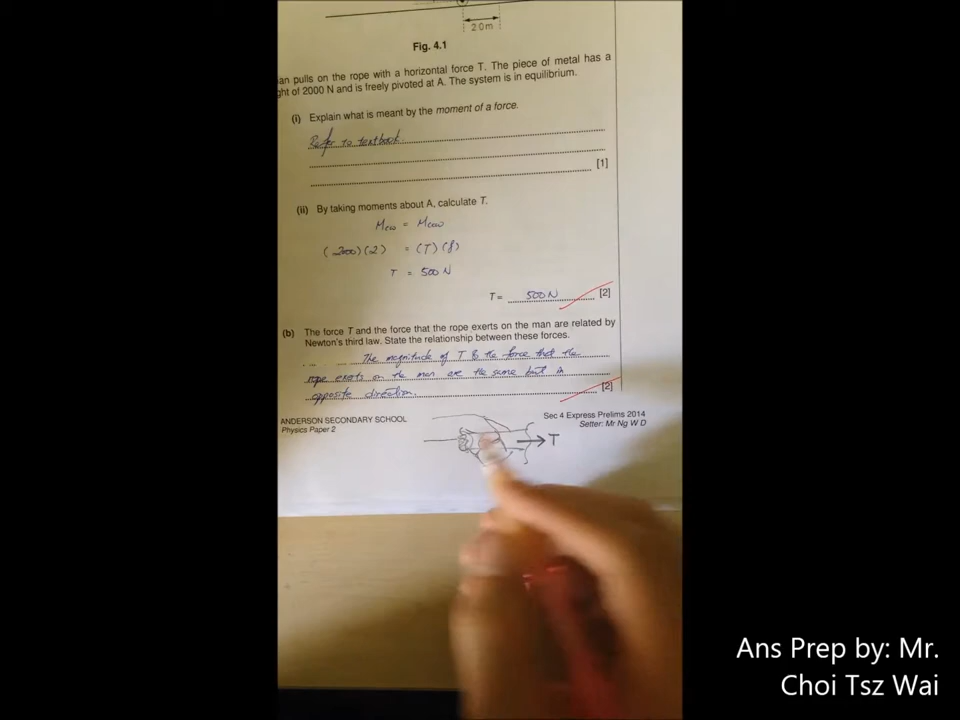 20m
Fig. 4.1
an pulls on the rope with a horizontal force T. The piece of metal has a
ght of 2000 N and is freely pivoted at A. The system is in equilibrium.
(i) Explain what is meant by the moment of a force.
Refer to textbook.
[1]
(ii) By taking moments about A, calculate T.
Mcw = Mccw
(2000)(2) = (T)(8)
T = 500 N
T = 500N [2]
(b) The force T and the force that the rope exerts on the man are related by
Newton's third law. State the relationship between these forces.
The magnitude of T & the force that the
rope exerts on the man are the same but in
opposite direction. [2]
ANDERSON SECONDARY SCHOOL Sec 4 Express Prelims 2014
Physics Paper 2 Setter: Mr Ng W D
T
Ans Prep by: Mr.
Choi Tsz Wai